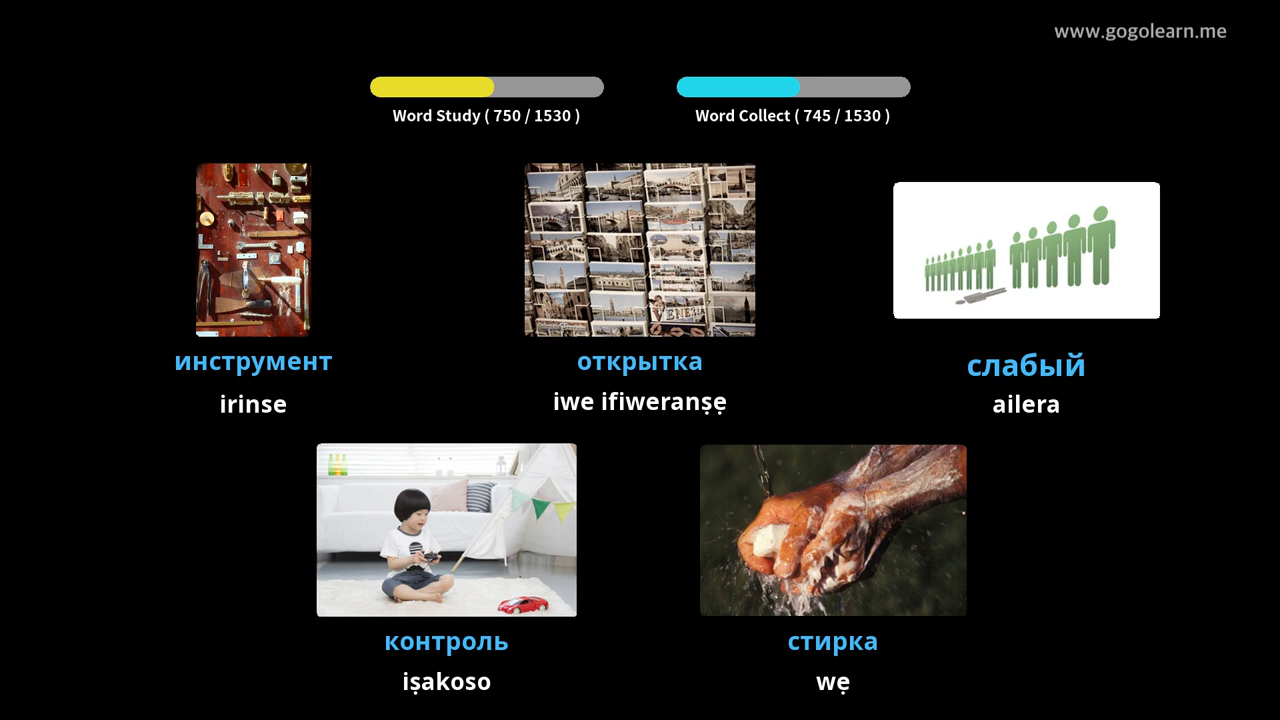 www.gogolearn.me
Word Study ( 750 / 1530 )
Word Collect ( 745 / 1530 )
VENEZ
инструмент
открытка
слабый
irinse
iwe ifiweranṣẹ
ailera
контроль
стирка
iṣakoso
wẹ